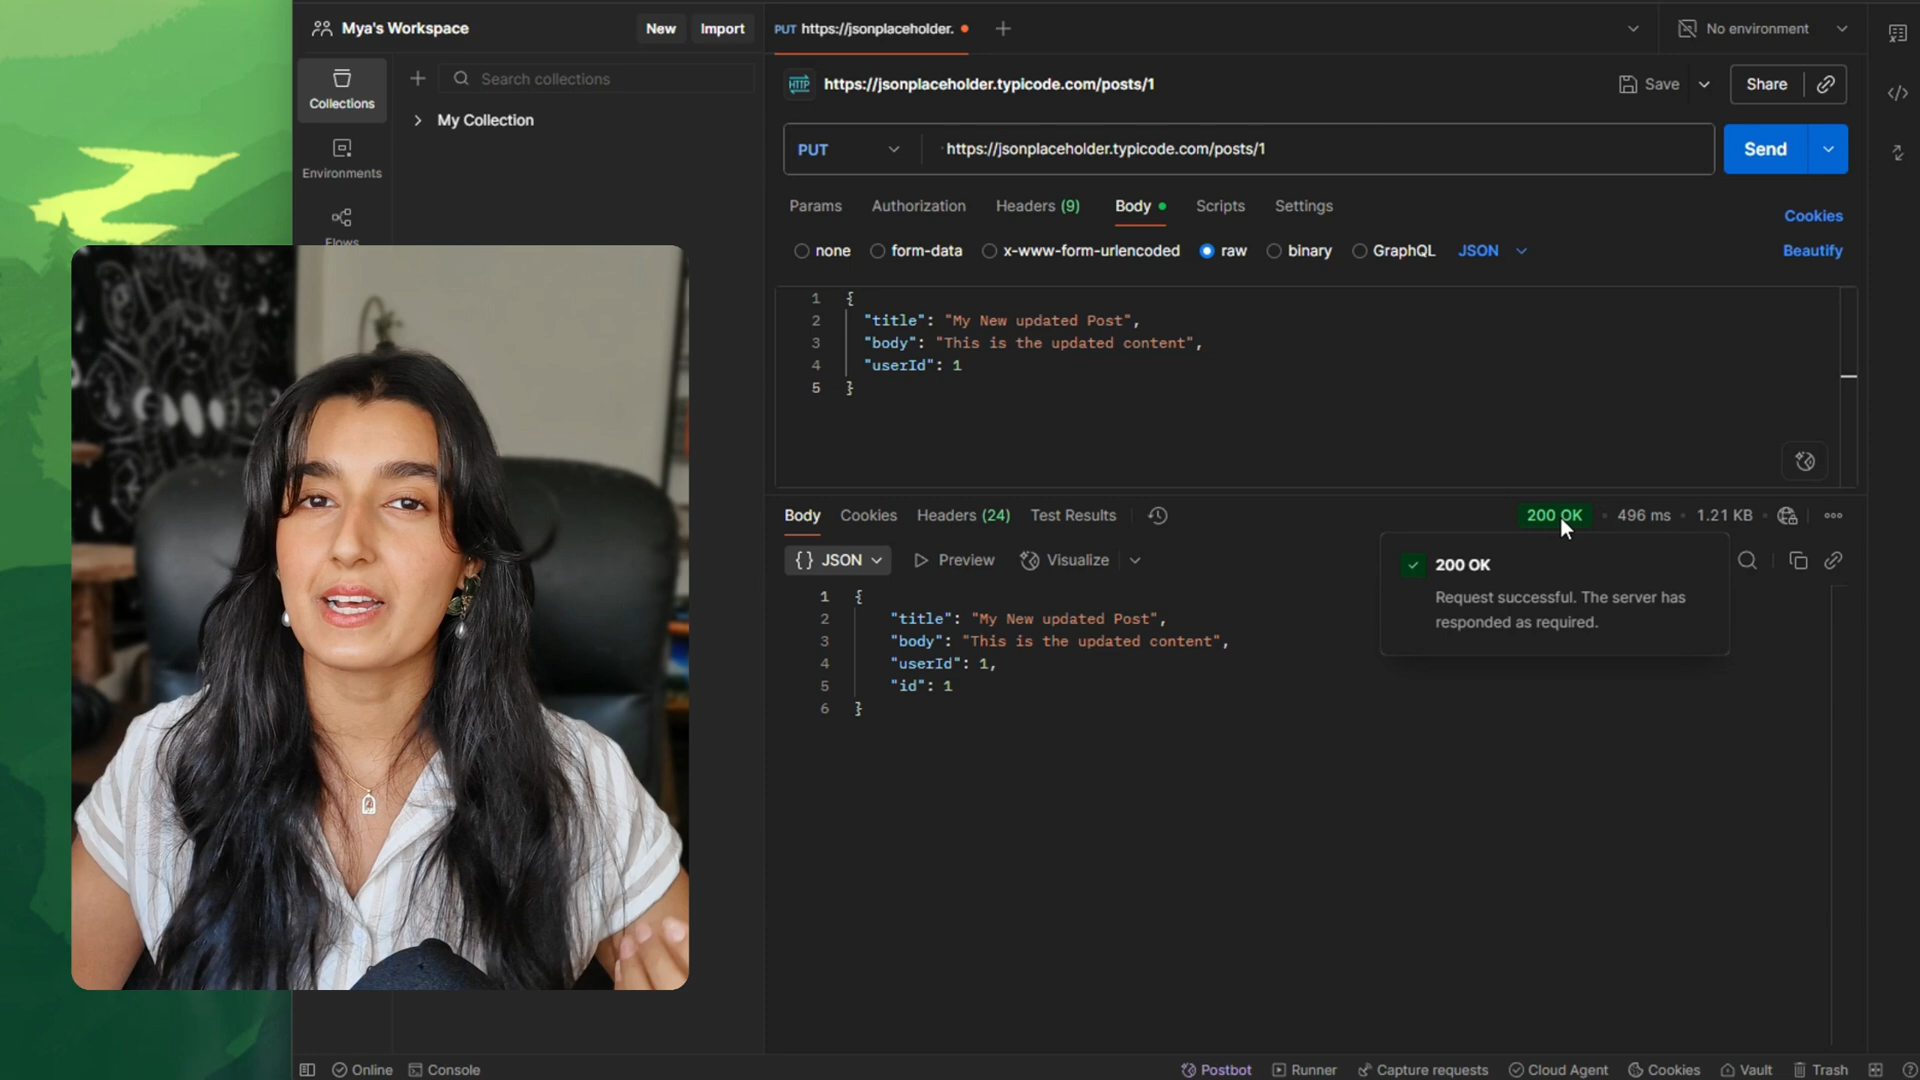 Mya's Workspace
New
Import
PUT https://jsonplaceholder.
No environment
Collections
Search collections
My Collection
Environments
Flows
HTTP https://jsonplaceholder.typicode.com/posts/1
Save
Share
PUT
https://jsonplaceholder.typicode.com/posts/1
Send
Params
Authorization
Headers (9)
Body
Scripts
Settings
Cookies
none
form-data
x-www-form-urlencoded
raw
binary
GraphQL
JSON
Beautify
1 {
2 "title": "My New updated Post",
3 "body": "This is the updated content",
4 "userId": 1
5 }
Body
Cookies
Headers (24)
Test Results
200 OK
496 ms
1.21 KB
{} JSON
Preview
Visualize
200 OK
Request successful. The server has
responded as required.
1 {
2 "title": "My New updated Post",
3 "body": "This is the updated content",
4 "userId": 1,
5 "id": 1
6 }
Online
Console
Postbot
Runner
Capture requests
Cloud Agent
Cookies
Vault
Trash